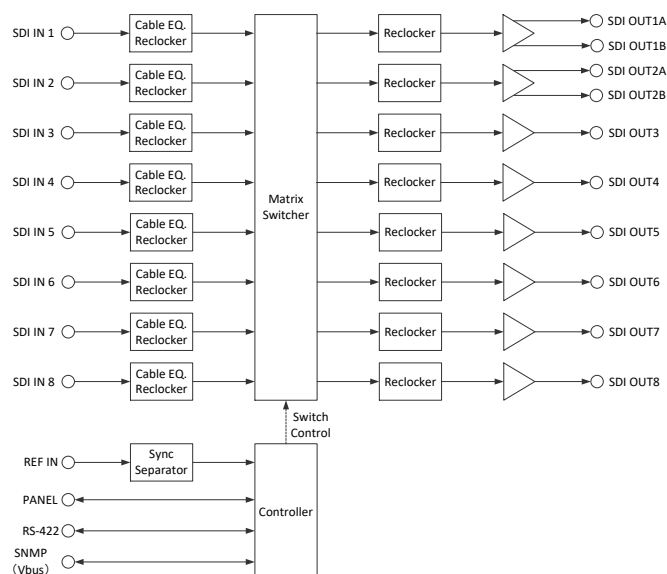 SDI IN 1
Cable EQ.
Reclocker
Reclocker
SDI OUT1A
SDI OUT1B
SDI IN 2
Cable EQ.
Reclocker
Reclocker
SDI OUT2A
SDI OUT2B
SDI IN 3
Cable EQ.
Reclocker
Reclocker
SDI OUT3
SDI IN 4
Cable EQ.
Reclocker
Matrix
Switcher
Reclocker
SDI OUT4
SDI IN 5
Cable EQ.
Reclocker
Reclocker
SDI OUT5
SDI IN 6
Cable EQ.
Reclocker
Reclocker
SDI OUT6
SDI IN 7
Cable EQ.
Reclocker
Reclocker
SDI OUT7
SDI IN 8
Cable EQ.
Reclocker
Reclocker
SDI OUT8
Switch
Control
REF IN
Sync
Separator
PANEL
Controller
RS-422
SNMP
（Vbus）